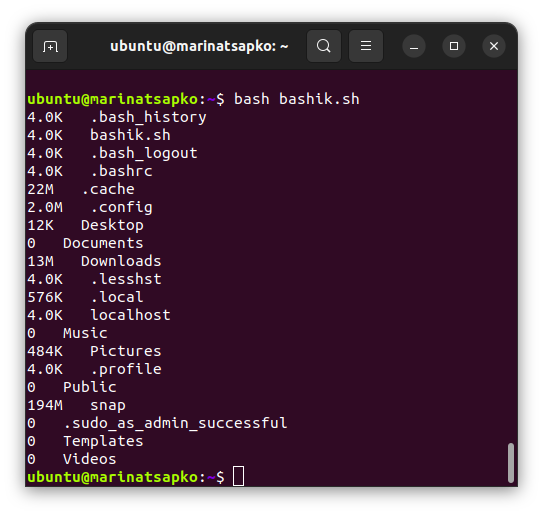 ubuntu@marinatsapko: ~
ubuntu@marinatsapko:~$ bash bashik.sh
4.0K   .bash_history
4.0K   bashik.sh
4.0K   .bash_logout
4.0K   .bashrc
22M   .cache
2.0M   .config
12K   Desktop
0   Documents
13M   Downloads
4.0K   .lesshst
576K   .local
4.0K   localhost
0   Music
484K   Pictures
4.0K   .profile
0   Public
194M   snap
0   .sudo_as_admin_successful
0   Templates
0   Videos
ubuntu@marinatsapko:~$